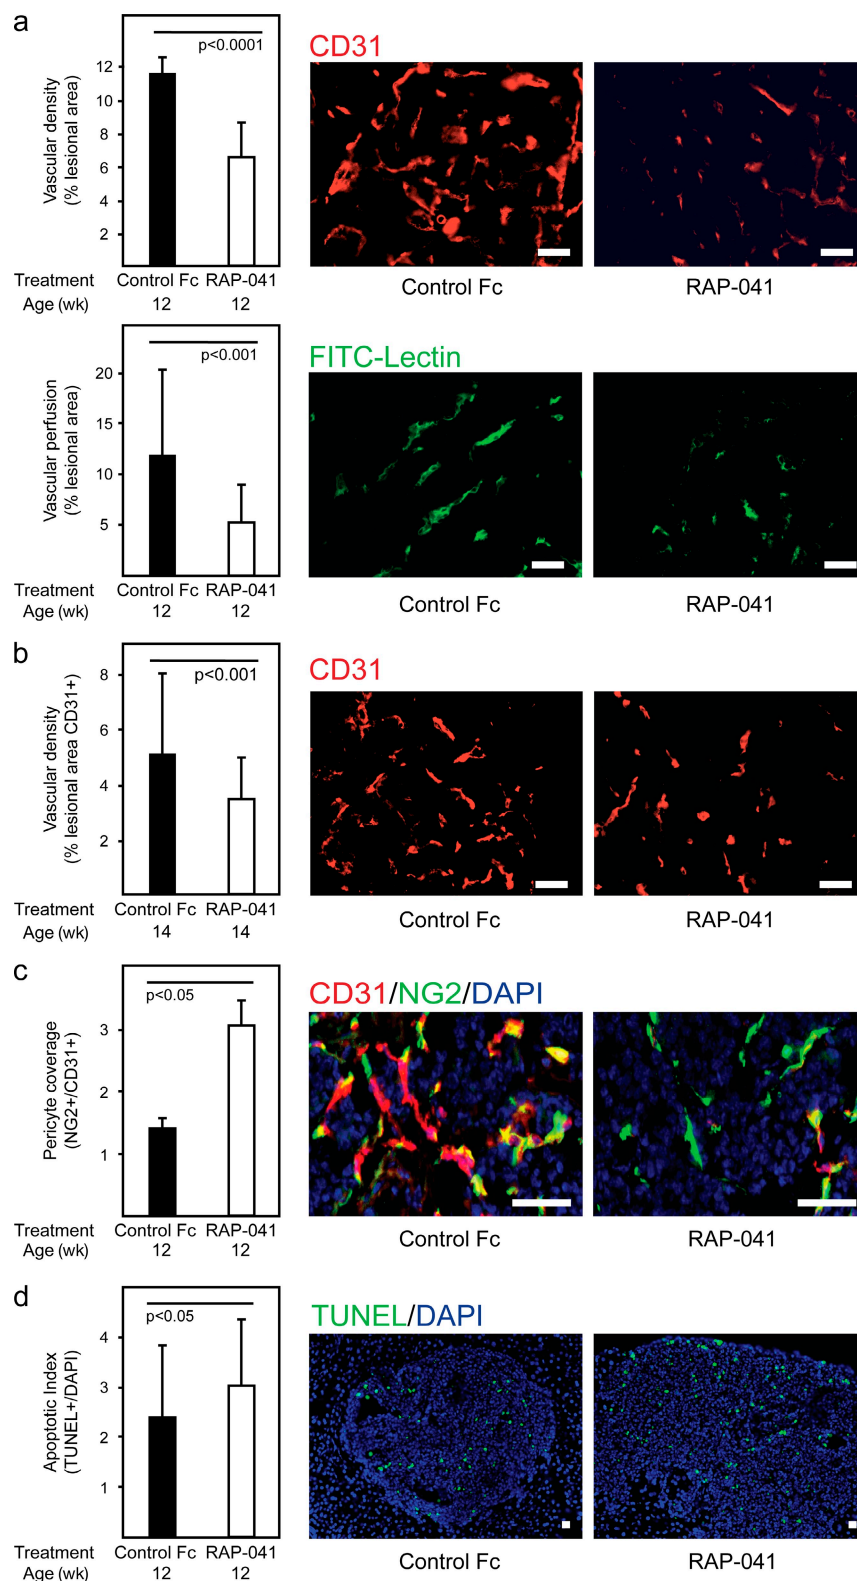 a
p<0.0001
Vascular density
(% lesional area)
12
10
8
6
4
2
Treatment Control Fc RAP-041
Age (wk) 12 12
CD31
Control Fc RAP-041
p<0.001
Vascular perfusion
(% lesional area)
20
15
10
5
Treatment Control Fc RAP-041
Age (wk) 12 12
FITC-Lectin
Control Fc RAP-041
b
p<0.001
Vascular density
(% lesional area CD31+)
8
6
4
2
Treatment Control Fc RAP-041
Age (wk) 14 14
CD31
Control Fc RAP-041
c
p<0.05
Pericyte coverage
(NG2+/CD31+)
3
2
1
Treatment Control Fc RAP-041
Age (wk) 12 12
CD31/NG2/DAPI
Control Fc RAP-041
d
p<0.05
Apoptotic Index
(TUNEL+/DAPI)
4
3
2
1
Treatment Control Fc RAP-041
Age (wk) 12 12
TUNEL/DAPI
Control Fc RAP-041